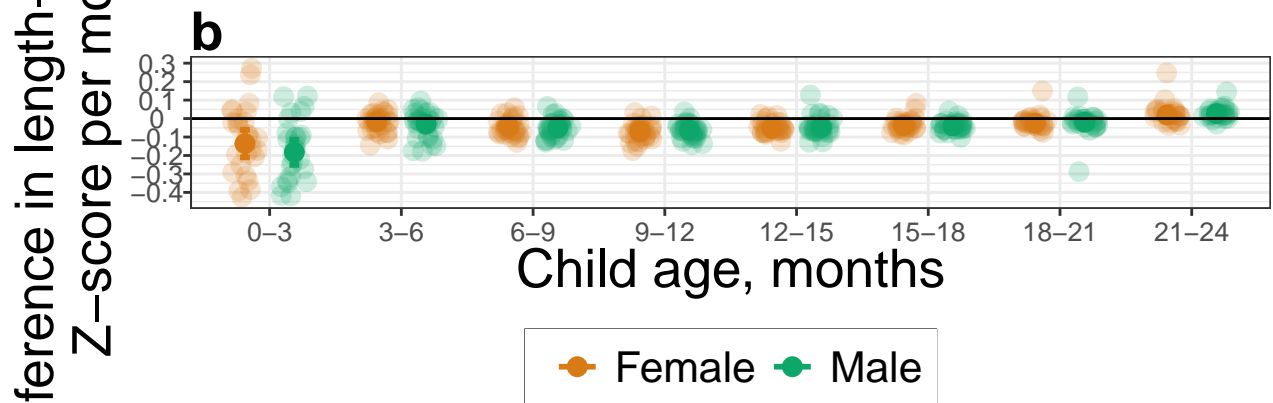 b
ference in length-
Z–score per mo
0.3
0.2
0.1
0
−0.1
−0.2
−0.3
−0.4
0–3 3–6 6–9 9–12 12–15 15–18 18–21 21–24
Child age, months
Female Male